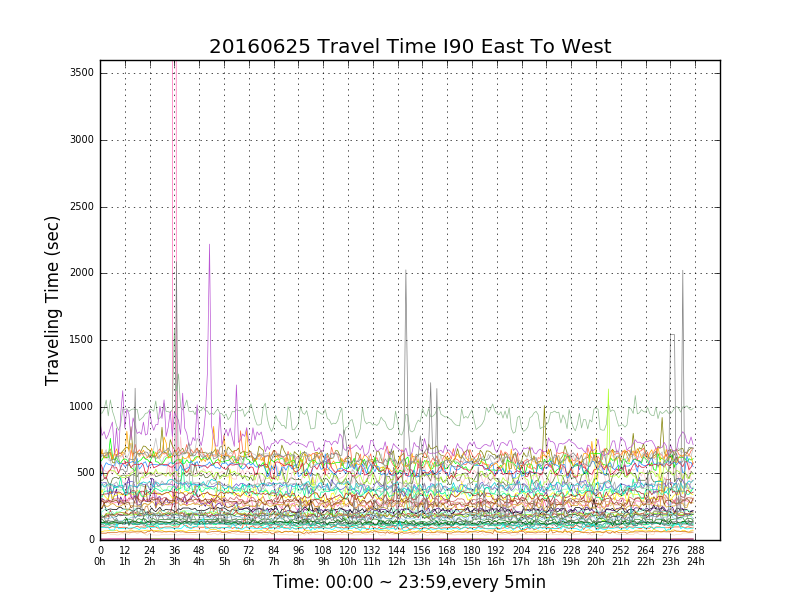 20160625 Travel Time I90 East To West
3500
3000
2500
2000
1500
1000
500
0
Traveling Time (sec)
0 12 24 36 48 60 72 84 96 108 120 132 144 156 168 180 192 204 216 228 240 252 264 276 288
0h 1h 2h 3h 4h 5h 6h 7h 8h 9h 10h 11h 12h 13h 14h 15h 16h 17h 18h 19h 20h 21h 22h 23h 24h
Time: 00:00 ~ 23:59,every 5min